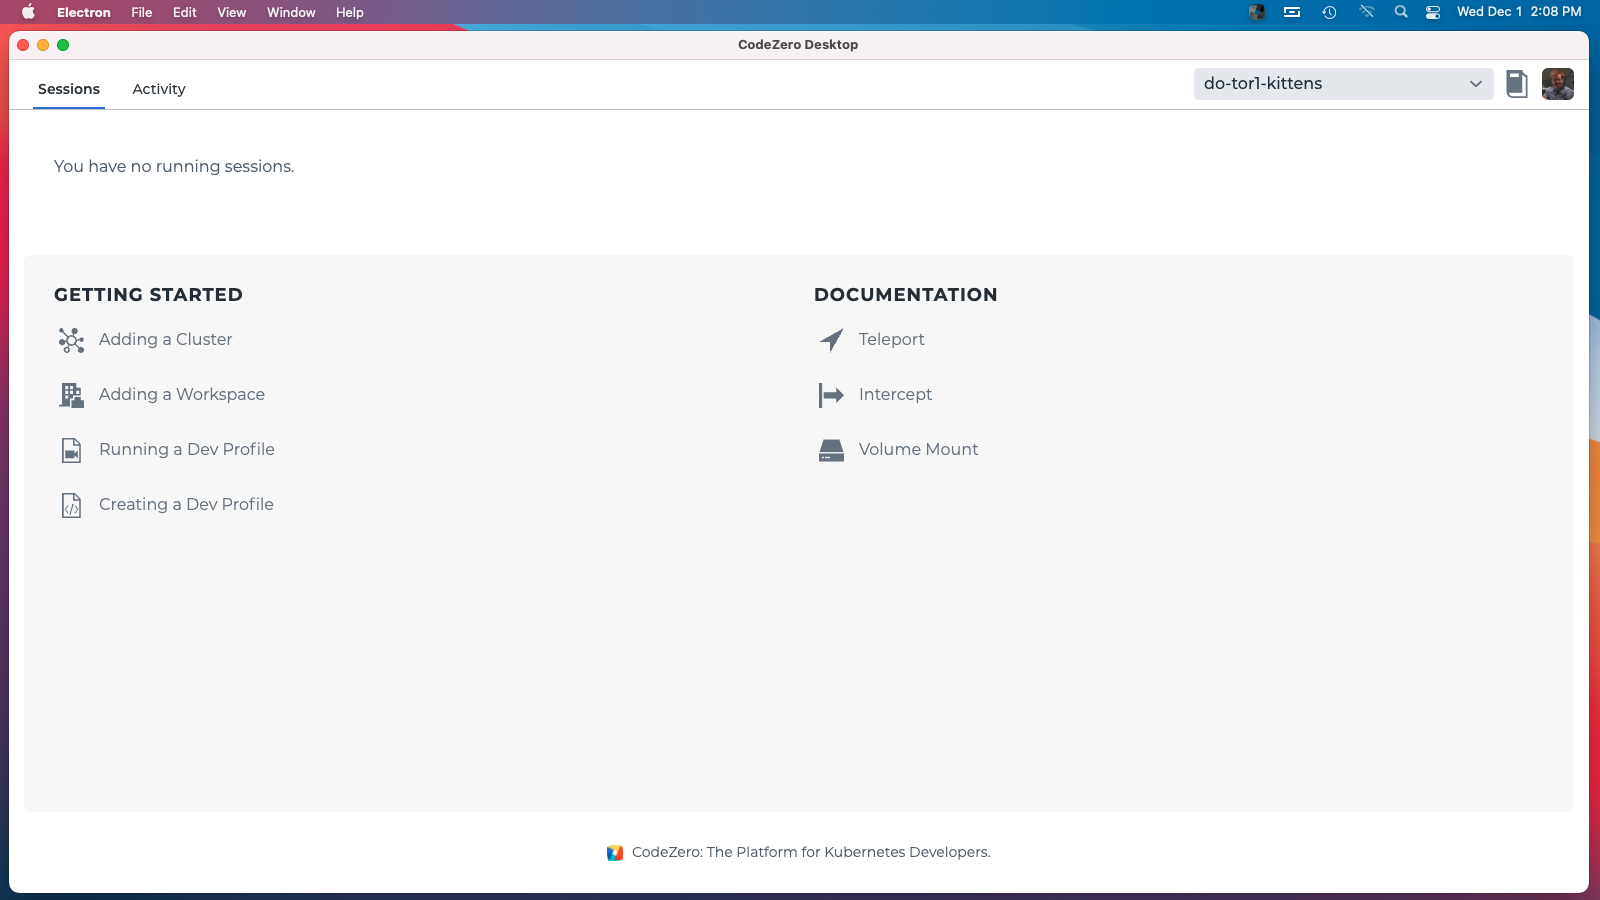 Electron File Edit View Window Help
Wed Dec 1 2:08 PM
CodeZero Desktop
Sessions Activity
do-tor1-kittens
You have no running sessions.
GETTING STARTED
Adding a Cluster
Adding a Workspace
Running a Dev Profile
Creating a Dev Profile
DOCUMENTATION
Teleport
Intercept
Volume Mount
CodeZero: The Platform for Kubernetes Developers.